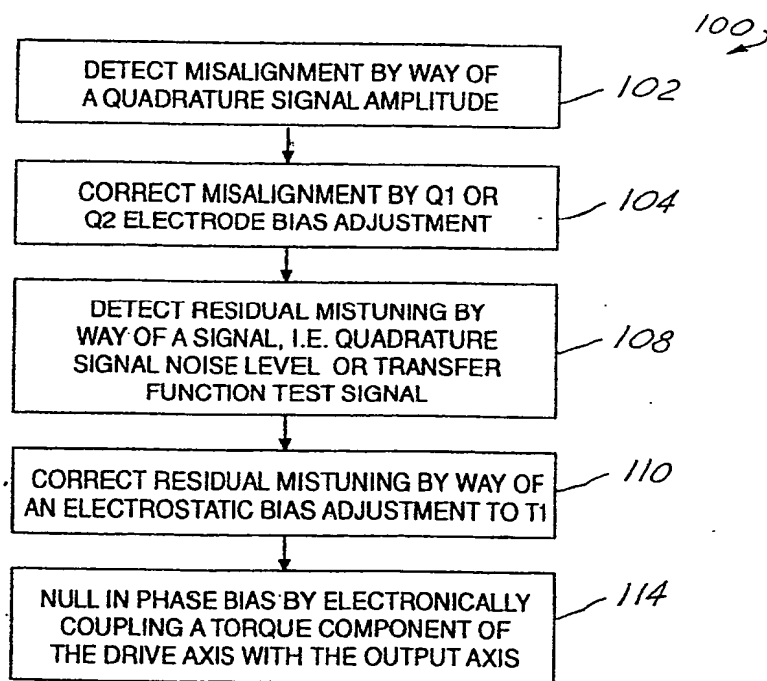 100
DETECT MISALIGNMENT BY WAY OF
A QUADRATURE SIGNAL AMPLITUDE
102
CORRECT MISALIGNMENT BY Q1 OR
Q2 ELECTRODE BIAS ADJUSTMENT
104
DETECT RESIDUAL MISTUNING BY
WAY OF A SIGNAL, I.E. QUADRATURE
SIGNAL NOISE LEVEL OR TRANSFER
FUNCTION TEST SIGNAL
108
CORRECT RESIDUAL MISTUNING BY WAY OF
AN ELECTROSTATIC BIAS ADJUSTMENT TO T1
110
NULL IN PHASE BIAS BY ELECTRONICALLY
COUPLING A TORQUE COMPONENT OF
THE DRIVE AXIS WITH THE OUTPUT AXIS
114